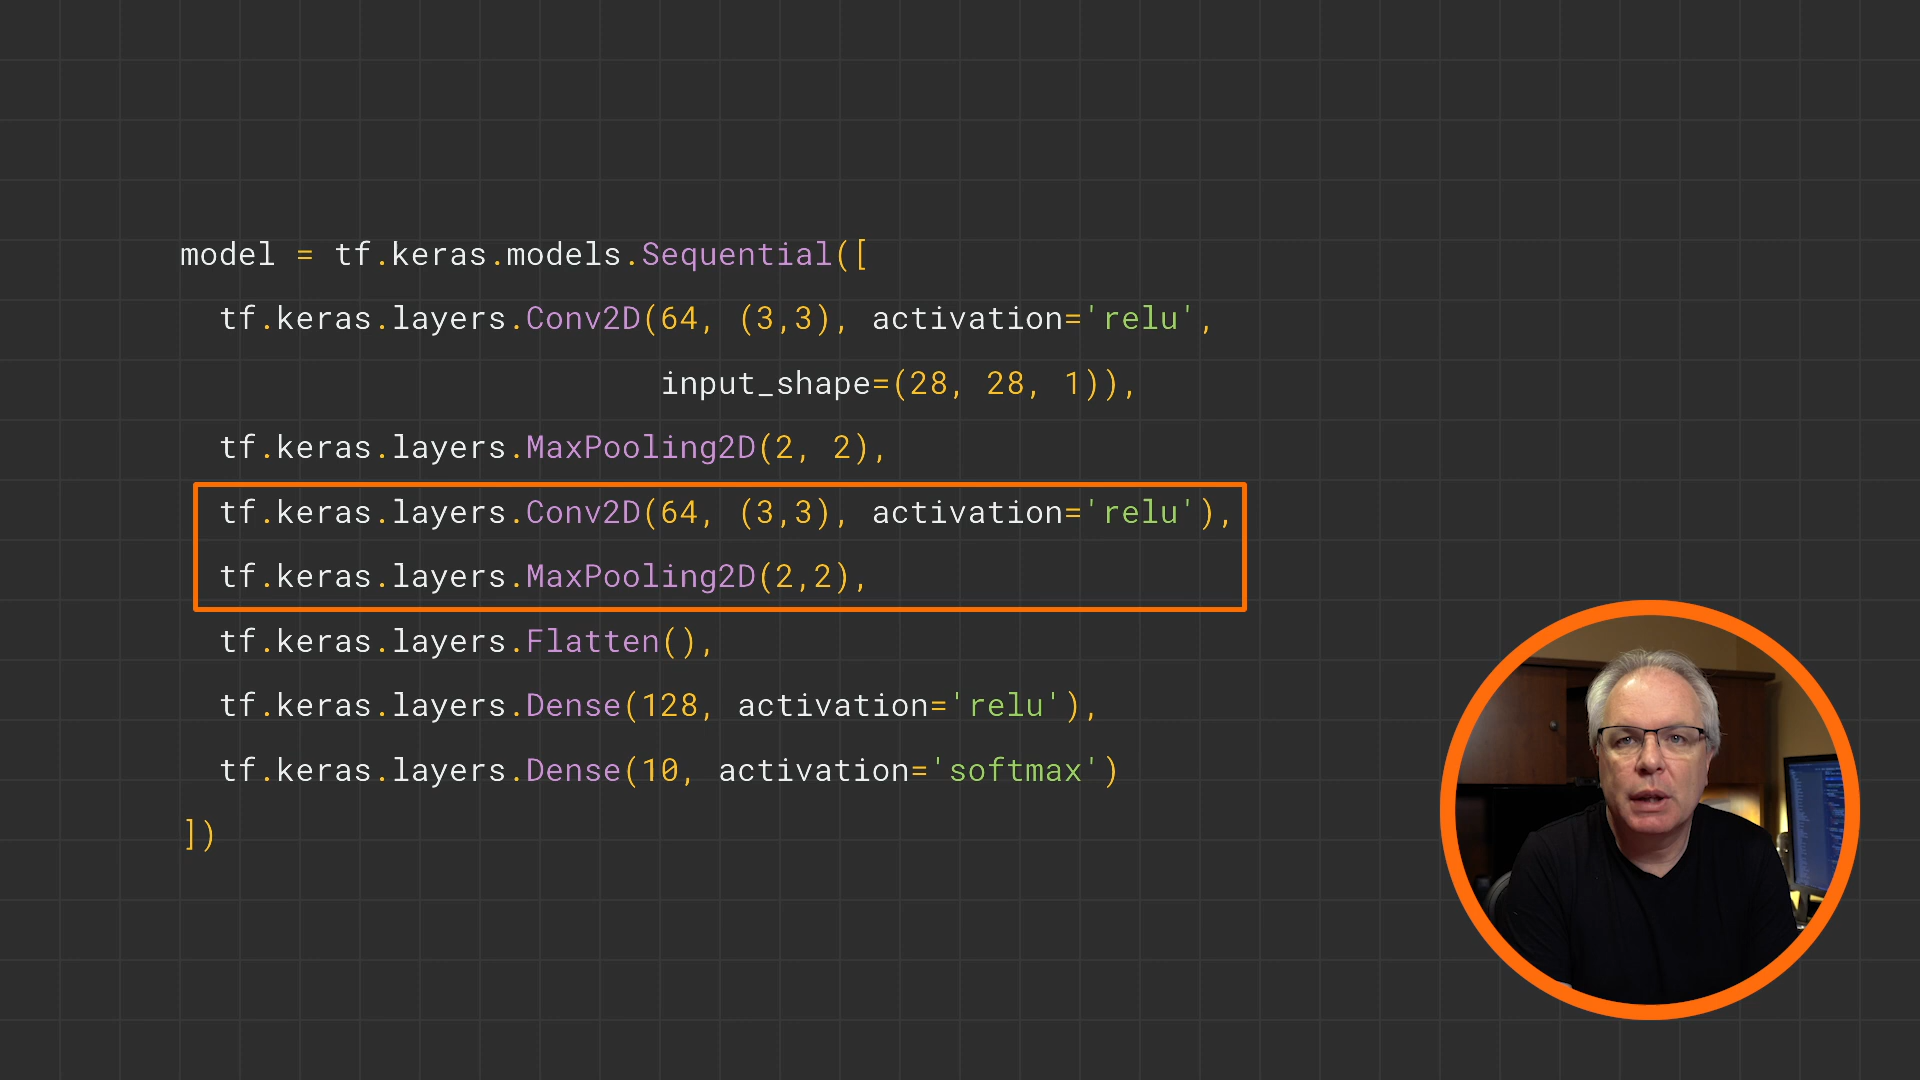 model = tf.keras.models.Sequential([
tf.keras.layers.Conv2D(64, (3,3), activation='relu',
input_shape=(28, 28, 1)),
tf.keras.layers.MaxPooling2D(2, 2),
tf.keras.layers.Conv2D(64, (3,3), activation='relu'),
tf.keras.layers.MaxPooling2D(2,2),
tf.keras.layers.Flatten(),
tf.keras.layers.Dense(128, activation='relu'),
tf.keras.layers.Dense(10, activation='softmax')
])